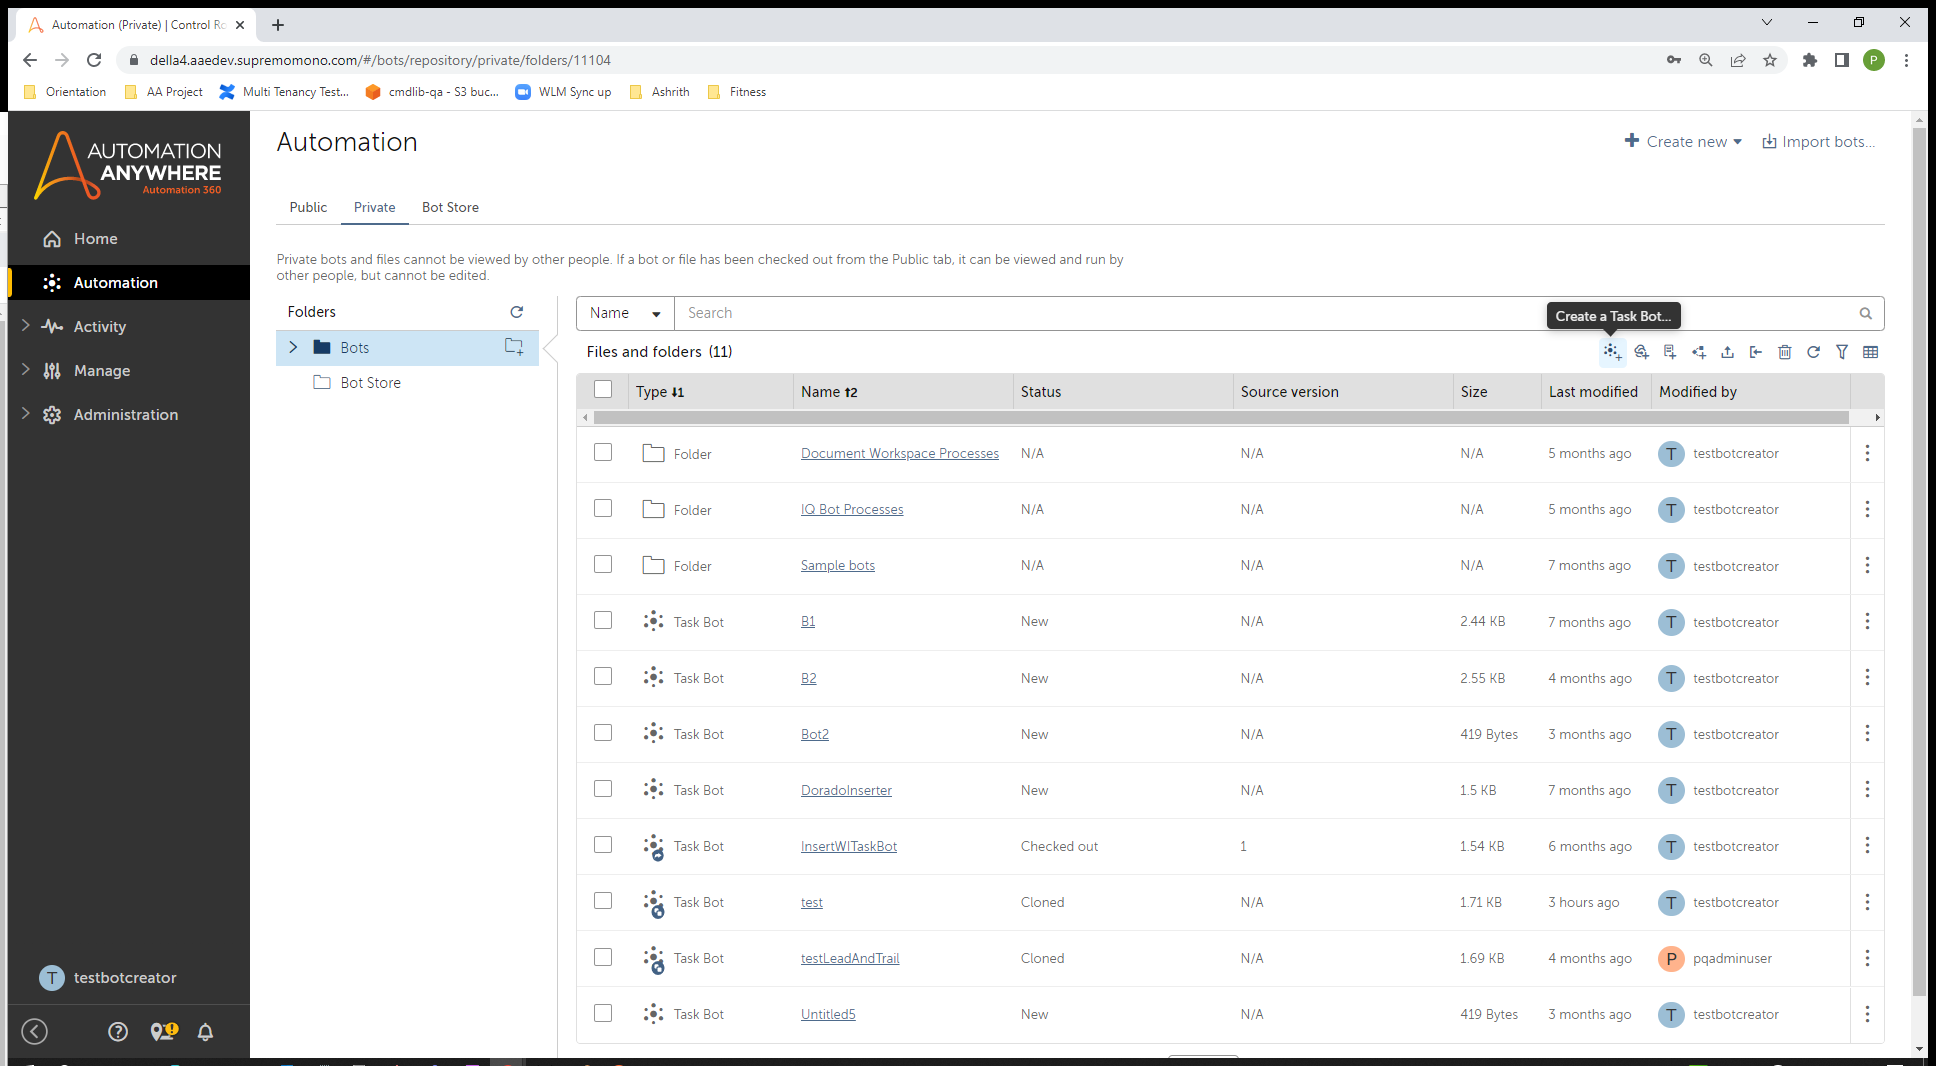 Automation (Private) | Control Ro
della4.aaedev.supremomono.com/#/bots/repository/private/folders/11104
P
Orientation
AA Project
Multi Tenancy Test...
cmdlib-qa - S3 buc...
WLM Sync up
Ashrith
Fitness
AUTOMATION
ANYWHERE
Automation 360
Home
Automation
Activity
Manage
Administration
T testbotcreator
Automation
Create new
Import bots...
Public Private Bot Store
Private bots and files cannot be viewed by other people. If a bot or file has been checked out from the Public tab, it can be viewed and run by
other people, but cannot be edited.
Folders
Bots
Bot Store
Name Search
Create a Task Bot...
Files and folders (11)
Type 1 Name 2 Status Source version Size Last modified Modified by
Folder Document Workspace Processes N/A N/A N/A 5 months ago T testbotcreator
Folder IQ Bot Processes N/A N/A N/A 5 months ago T testbotcreator
Folder Sample bots N/A N/A N/A 7 months ago T testbotcreator
Task Bot B1 New N/A 2.44 KB 7 months ago T testbotcreator
Task Bot B2 New N/A 2.55 KB 4 months ago T testbotcreator
Task Bot Bot2 New N/A 419 Bytes 3 months ago T testbotcreator
Task Bot DoradoInserter New N/A 1.5 KB 7 months ago T testbotcreator
Task Bot InsertWITaskBot Checked out 1 1.54 KB 6 months ago T testbotcreator
Task Bot test Cloned N/A 1.71 KB 3 hours ago T testbotcreator
Task Bot testLeadAndTrail Cloned N/A 1.69 KB 4 months ago P pqadminuser
Task Bot Untitled5 New N/A 419 Bytes 3 months ago T testbotcreator